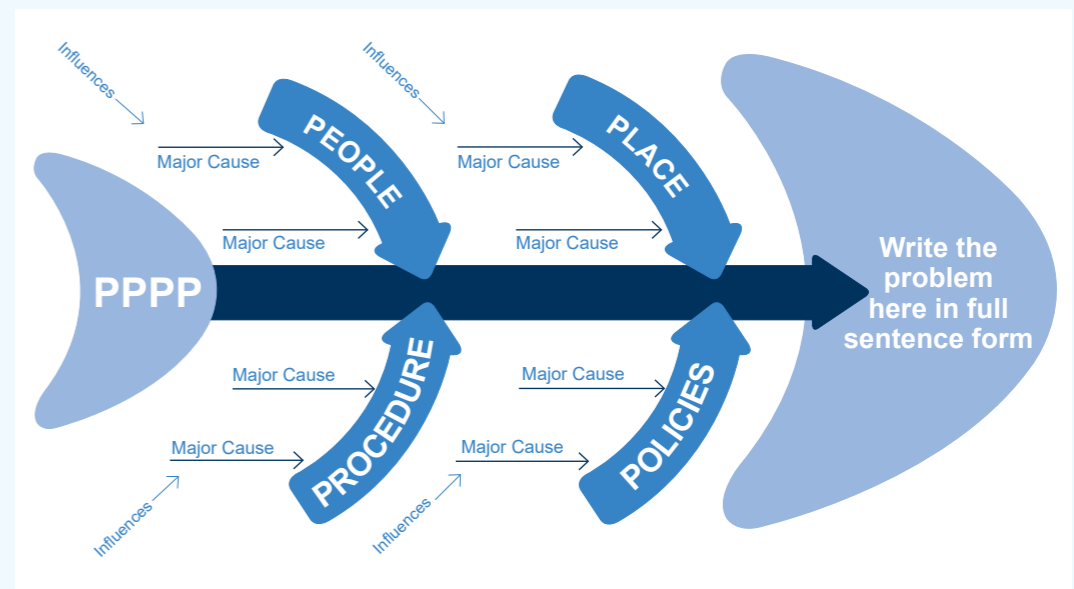 Influences
Influences
PEOPLE
PLACE
Major Cause
Major Cause
Major Cause
Major Cause
PPPP
Write the
problem
here in full
sentence form
Major Cause
Major Cause
PROCEDURE
POLICIES
Major Cause
Major Cause
Influences
Influences